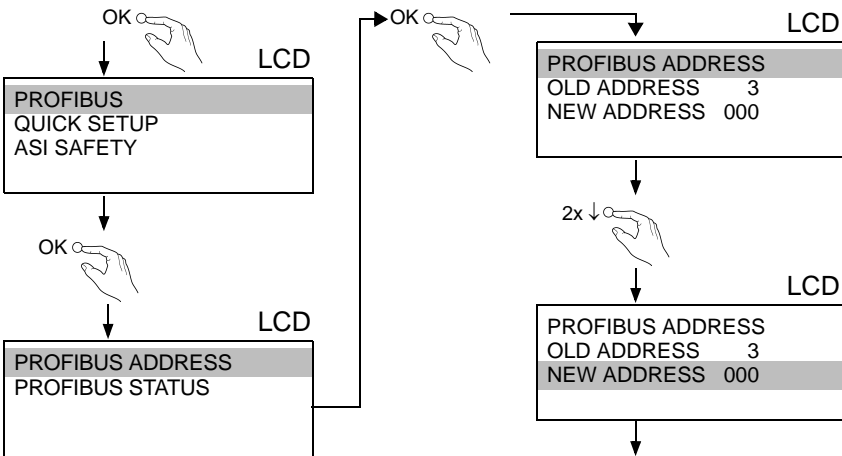 OK
LCD
PROFIBUS
QUICK SETUP
ASI SAFETY
OK
LCD
PROFIBUS ADDRESS
PROFIBUS STATUS
OK
LCD
PROFIBUS ADDRESS
OLD ADDRESS 3
NEW ADDRESS 000
2x ↓
LCD
PROFIBUS ADDRESS
OLD ADDRESS 3
NEW ADDRESS 000